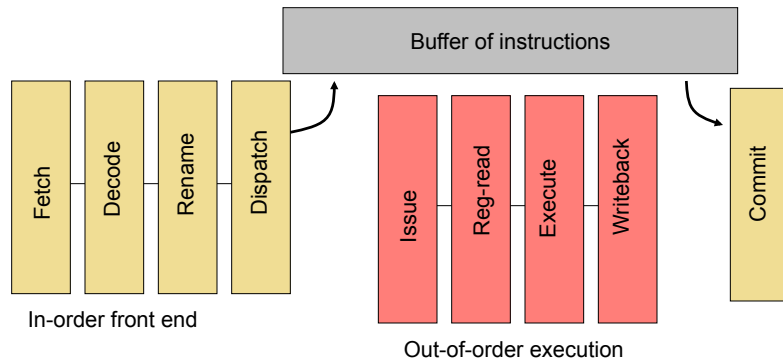 Buffer of instructions
Fetch
Decode
Rename
Dispatch
Issue
Reg-read
Execute
Writeback
Commit
In-order front end
Out-of-order execution